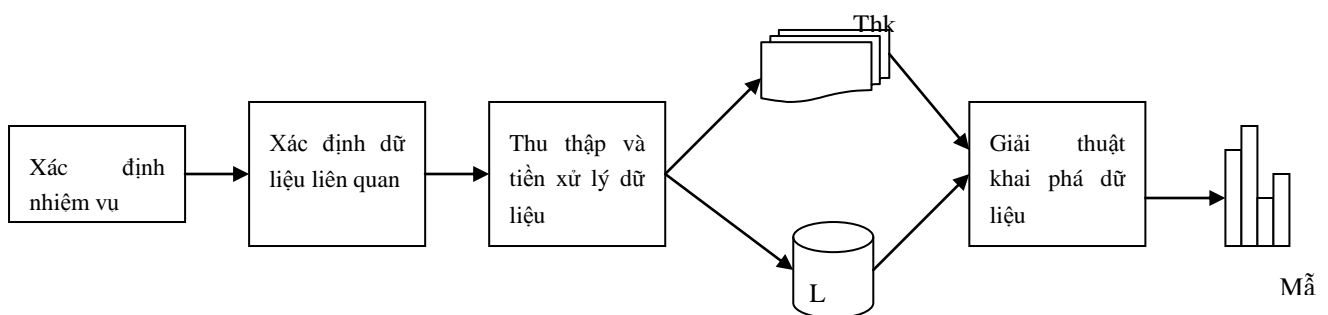 Thk
Xác định
nhiệm vụ
Xác định dữ
liệu liên quan
Thu thập và
tiền xử lý dữ
liệu
L
Giải thuật
khai phá dữ
liệu
Mẫ